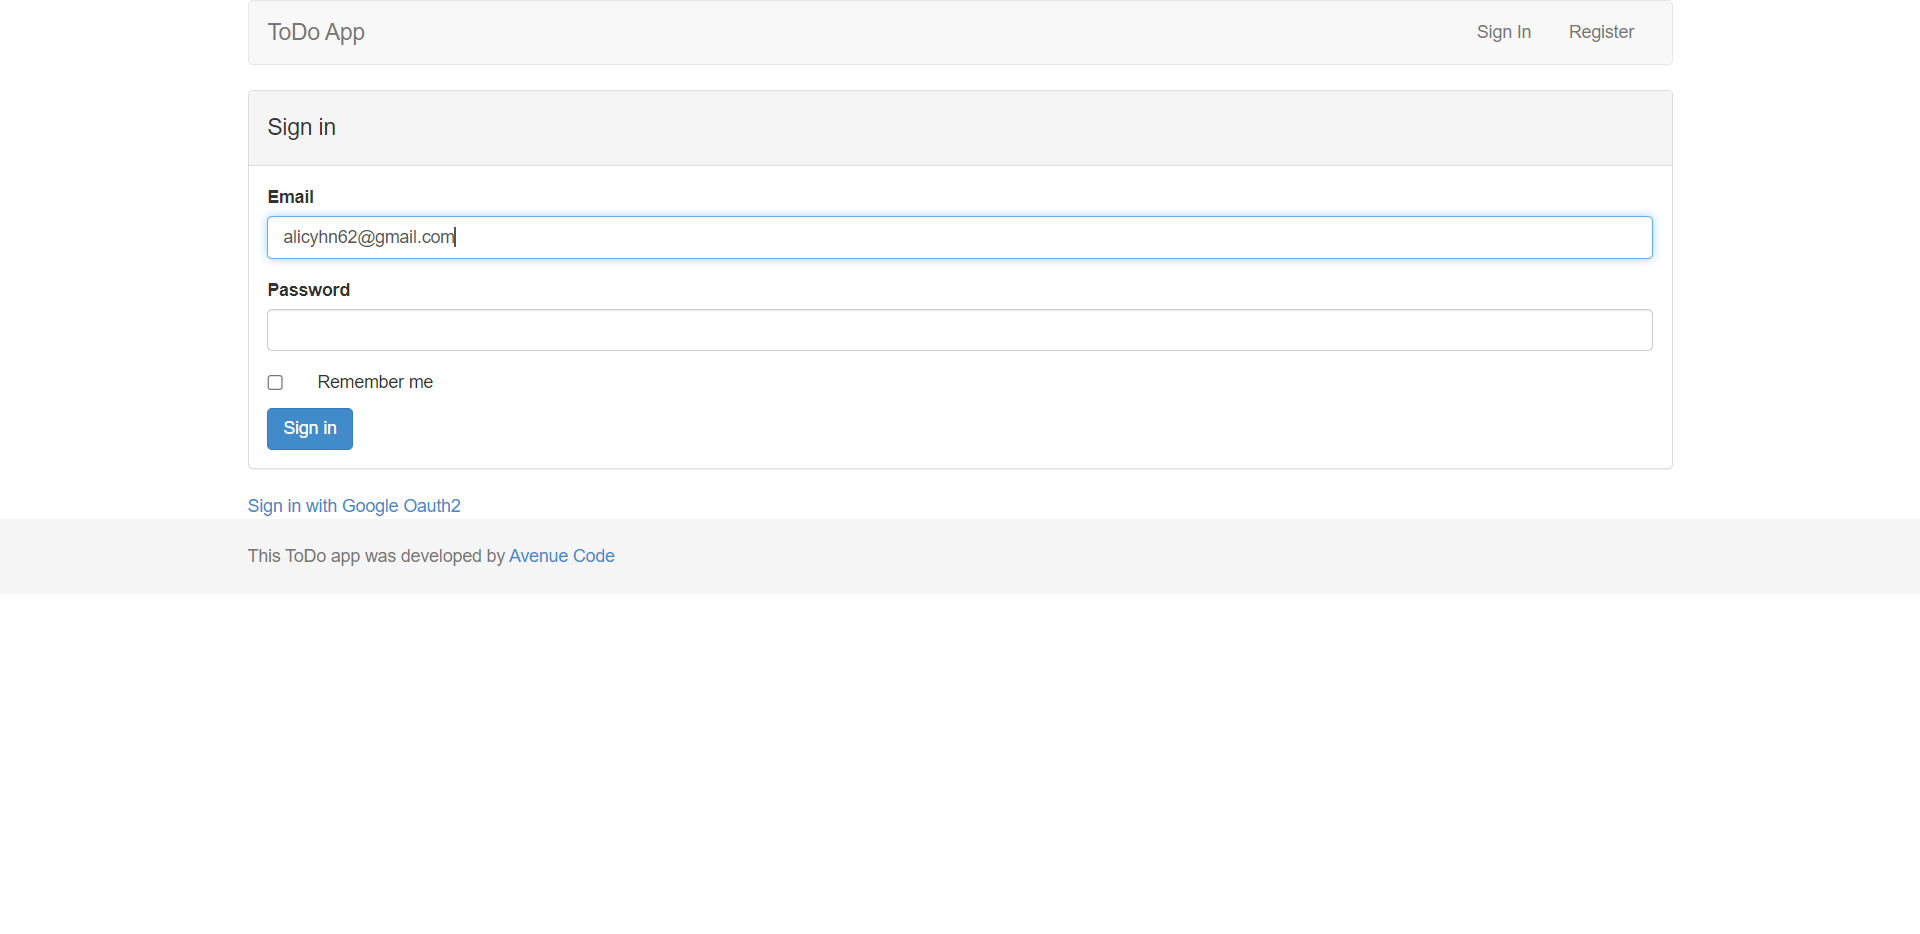 ToDo App Sign In Register
Sign in
Email
alicyhn62@gmail.com
Password
Remember me
Sign in
Sign in with Google Oauth2
This ToDo app was developed by Avenue Code